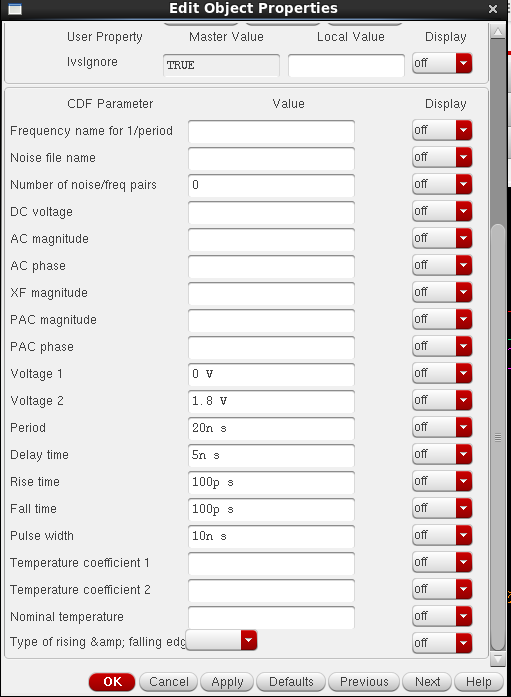 Edit Object Properties
User Property Master Value Local Value Display
lvsIgnore TRUE off
CDF Parameter Value Display
Frequency name for 1/period off
Noise file name off
Number of noise/freq pairs 0 off
DC voltage off
AC magnitude off
AC phase off
XF magnitude off
PAC magnitude off
PAC phase off
Voltage 1 0 V off
Voltage 2 1.8 V off
Period 20n s off
Delay time 5n s off
Rise time 100p s off
Fall time 100p s off
Pulse width 10n s off
Temperature coefficient 1 off
Temperature coefficient 2 off
Nominal temperature off
Type of rising &amp; falling edg off
OK Cancel Apply Defaults Previous Next Help